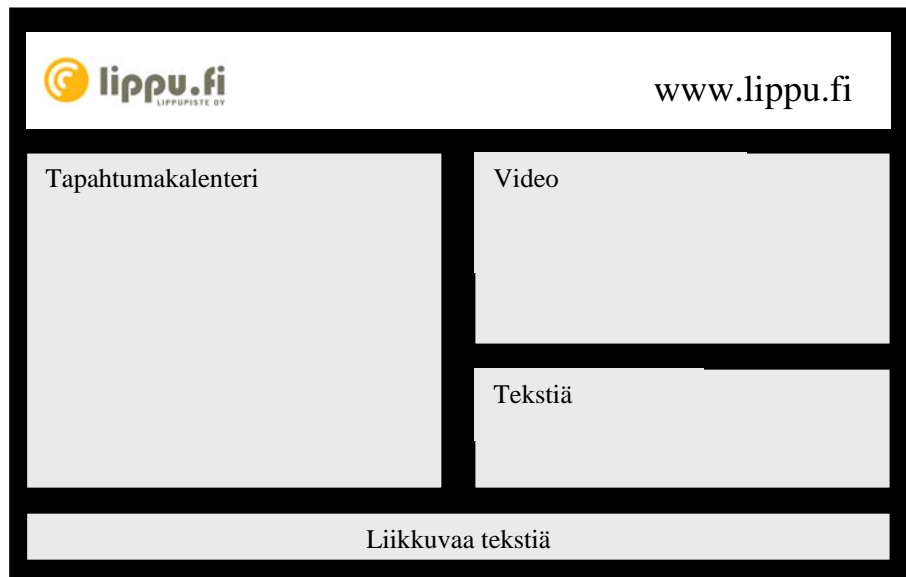 lippu.fi
LIPPUPISTE OY
www.lippu.fi
Tapahtumakalenteri
Video
Tekstiä
Liikkuvaa tekstiä